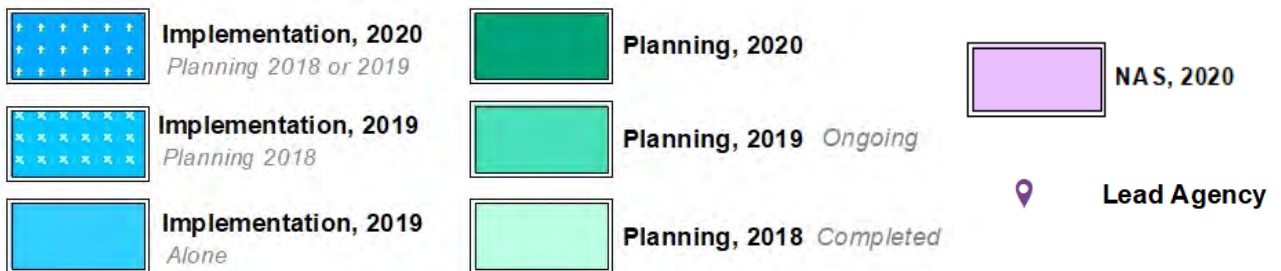 Implementation, 2020
Planning 2018 or 2019
Implementation, 2019
Planning 2018
Implementation, 2019
Alone
Planning, 2020
Planning, 2019 Ongoing
Planning, 2018 Completed
NAS, 2020
Lead Agency